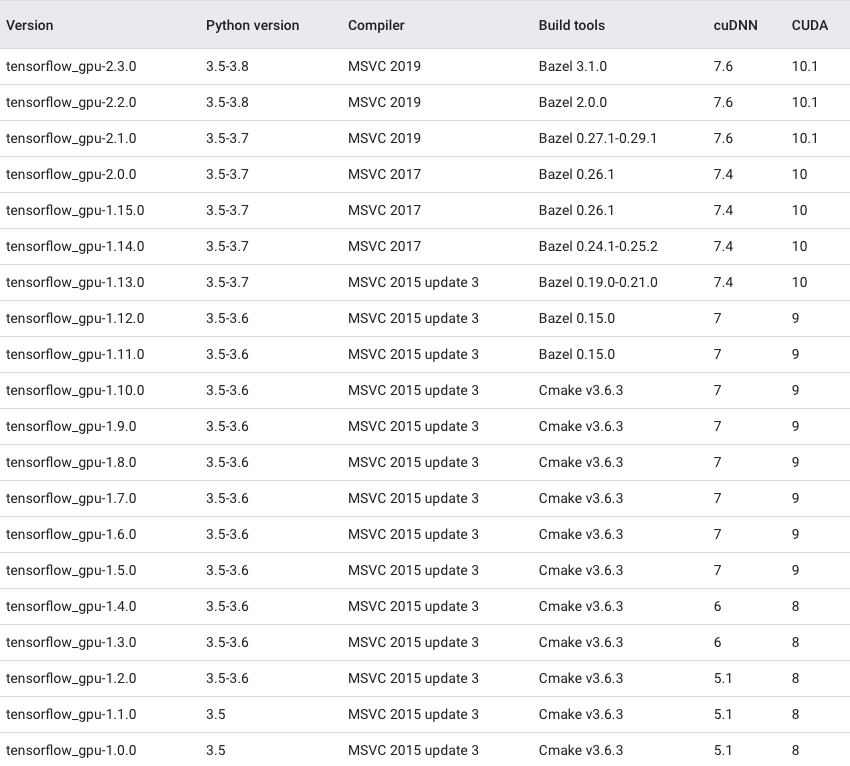 Version Python version Compiler Build tools cuDNN CUDA
tensorflow_gpu-2.3.0 3.5-3.8 MSVC 2019 Bazel 3.1.0 7.6 10.1
tensorflow_gpu-2.2.0 3.5-3.8 MSVC 2019 Bazel 2.0.0 7.6 10.1
tensorflow_gpu-2.1.0 3.5-3.7 MSVC 2019 Bazel 0.27.1-0.29.1 7.6 10.1
tensorflow_gpu-2.0.0 3.5-3.7 MSVC 2017 Bazel 0.26.1 7.4 10
tensorflow_gpu-1.15.0 3.5-3.7 MSVC 2017 Bazel 0.26.1 7.4 10
tensorflow_gpu-1.14.0 3.5-3.7 MSVC 2017 Bazel 0.24.1-0.25.2 7.4 10
tensorflow_gpu-1.13.0 3.5-3.7 MSVC 2015 update 3 Bazel 0.19.0-0.21.0 7.4 10
tensorflow_gpu-1.12.0 3.5-3.6 MSVC 2015 update 3 Bazel 0.15.0 7 9
tensorflow_gpu-1.11.0 3.5-3.6 MSVC 2015 update 3 Bazel 0.15.0 7 9
tensorflow_gpu-1.10.0 3.5-3.6 MSVC 2015 update 3 Cmake v3.6.3 7 9
tensorflow_gpu-1.9.0 3.5-3.6 MSVC 2015 update 3 Cmake v3.6.3 7 9
tensorflow_gpu-1.8.0 3.5-3.6 MSVC 2015 update 3 Cmake v3.6.3 7 9
tensorflow_gpu-1.7.0 3.5-3.6 MSVC 2015 update 3 Cmake v3.6.3 7 9
tensorflow_gpu-1.6.0 3.5-3.6 MSVC 2015 update 3 Cmake v3.6.3 7 9
tensorflow_gpu-1.5.0 3.5-3.6 MSVC 2015 update 3 Cmake v3.6.3 7 9
tensorflow_gpu-1.4.0 3.5-3.6 MSVC 2015 update 3 Cmake v3.6.3 6 8
tensorflow_gpu-1.3.0 3.5-3.6 MSVC 2015 update 3 Cmake v3.6.3 6 8
tensorflow_gpu-1.2.0 3.5-3.6 MSVC 2015 update 3 Cmake v3.6.3 5.1 8
tensorflow_gpu-1.1.0 3.5 MSVC 2015 update 3 Cmake v3.6.3 5.1 8
tensorflow_gpu-1.0.0 3.5 MSVC 2015 update 3 Cmake v3.6.3 5.1 8